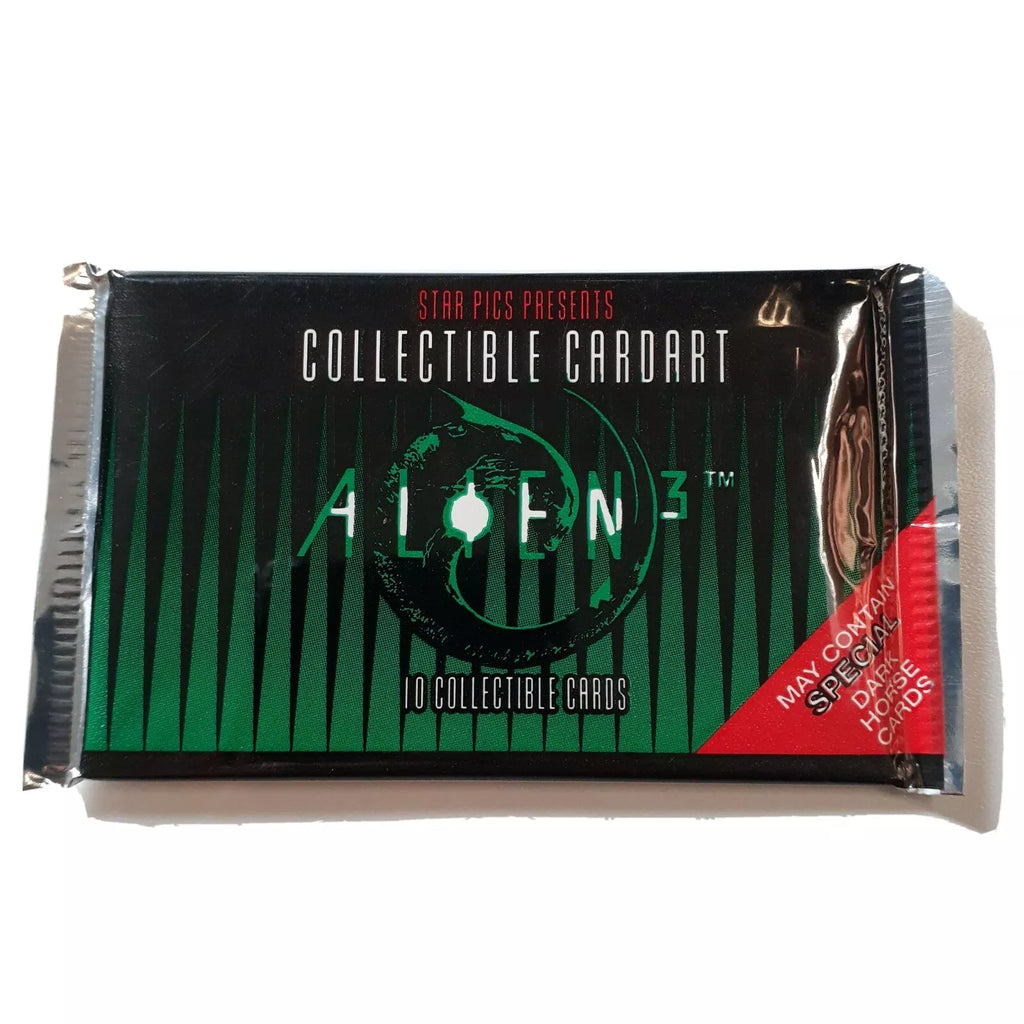 STAR PICS PRESENTS
COLLECTIBLE CARDART
ALIEN 3™
10 COLLECTIBLE CARDS
MAY CONTAIN
SPECIAL
DARK
HORSE
CARDS